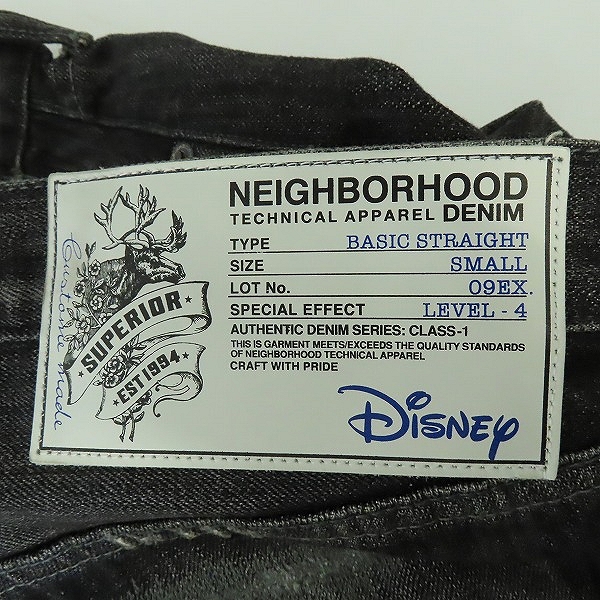 NEIGHBORHOOD
TECHNICAL APPAREL DENIM
TYPE BASIC STRAIGHT
SIZE SMALL
LOT No. 09EX.
SPECIAL EFFECT LEVEL - 4
AUTHENTIC DENIM SERIES: CLASS-1
THIS IS GARMENT MEETS/EXCEEDS THE QUALITY STANDARDS
OF NEIGHBORHOOD TECHNICAL APPAREL
CRAFT WITH PRIDE
DISNEY
Custome made
SUPERIOR
★ EST 1994 ★